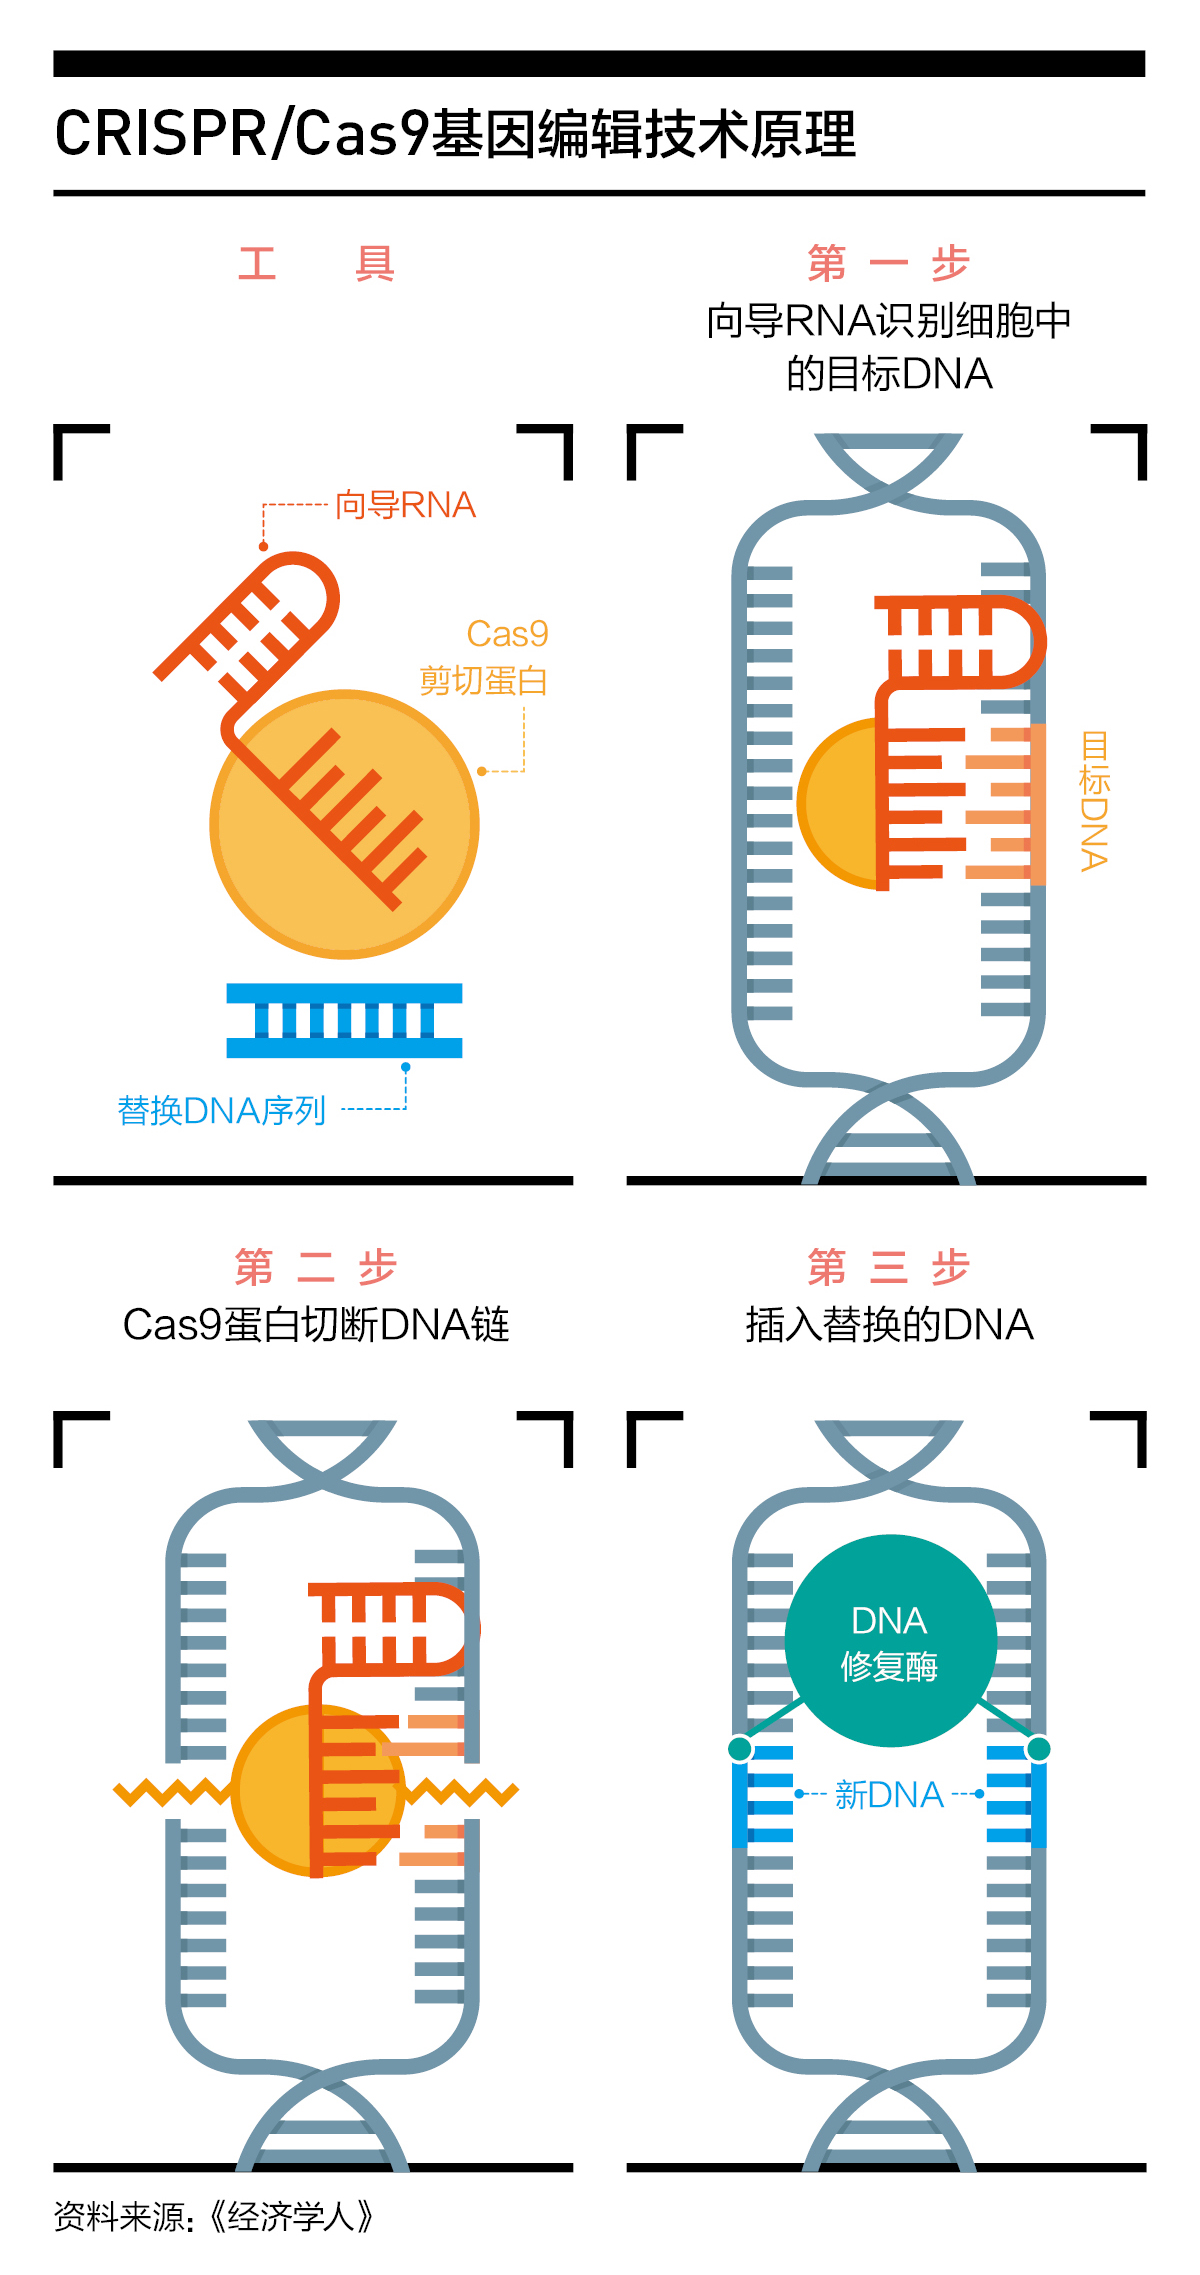 CRISPR/Cas9基因编辑技术原理
工 具
向导RNA
Cas9
剪切蛋白
替换DNA序列
第 一 步
向导RNA识别细胞中
的目标DNA
目标DNA
第 二 步
Cas9蛋白切断DNA链
第 三 步
插入替换的DNA
DNA
修复酶
新DNA
资料来源:《经济学人》